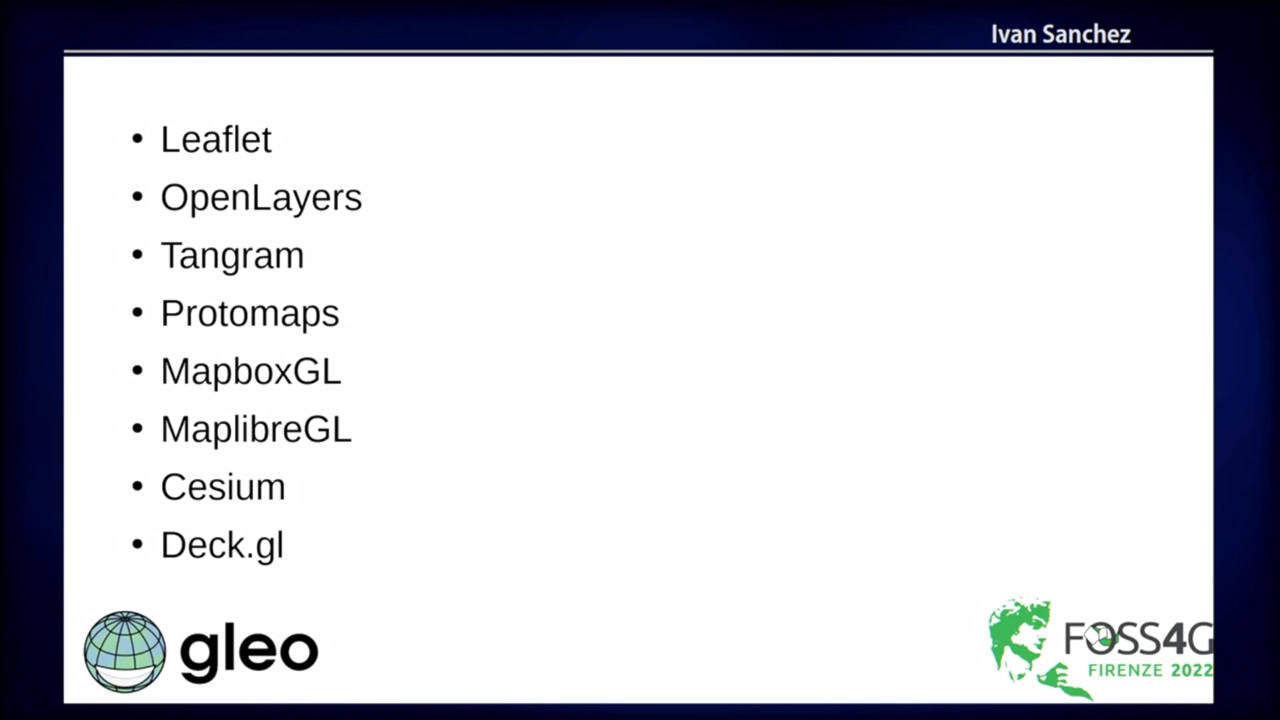 Ivan Sanchez
• Leaflet
• OpenLayers
• Tangram
• Protomaps
• MapboxGL
• MaplibreGL
• Cesium
• Deck.gl
gleo
FOSS4G
FIRENZE 2022